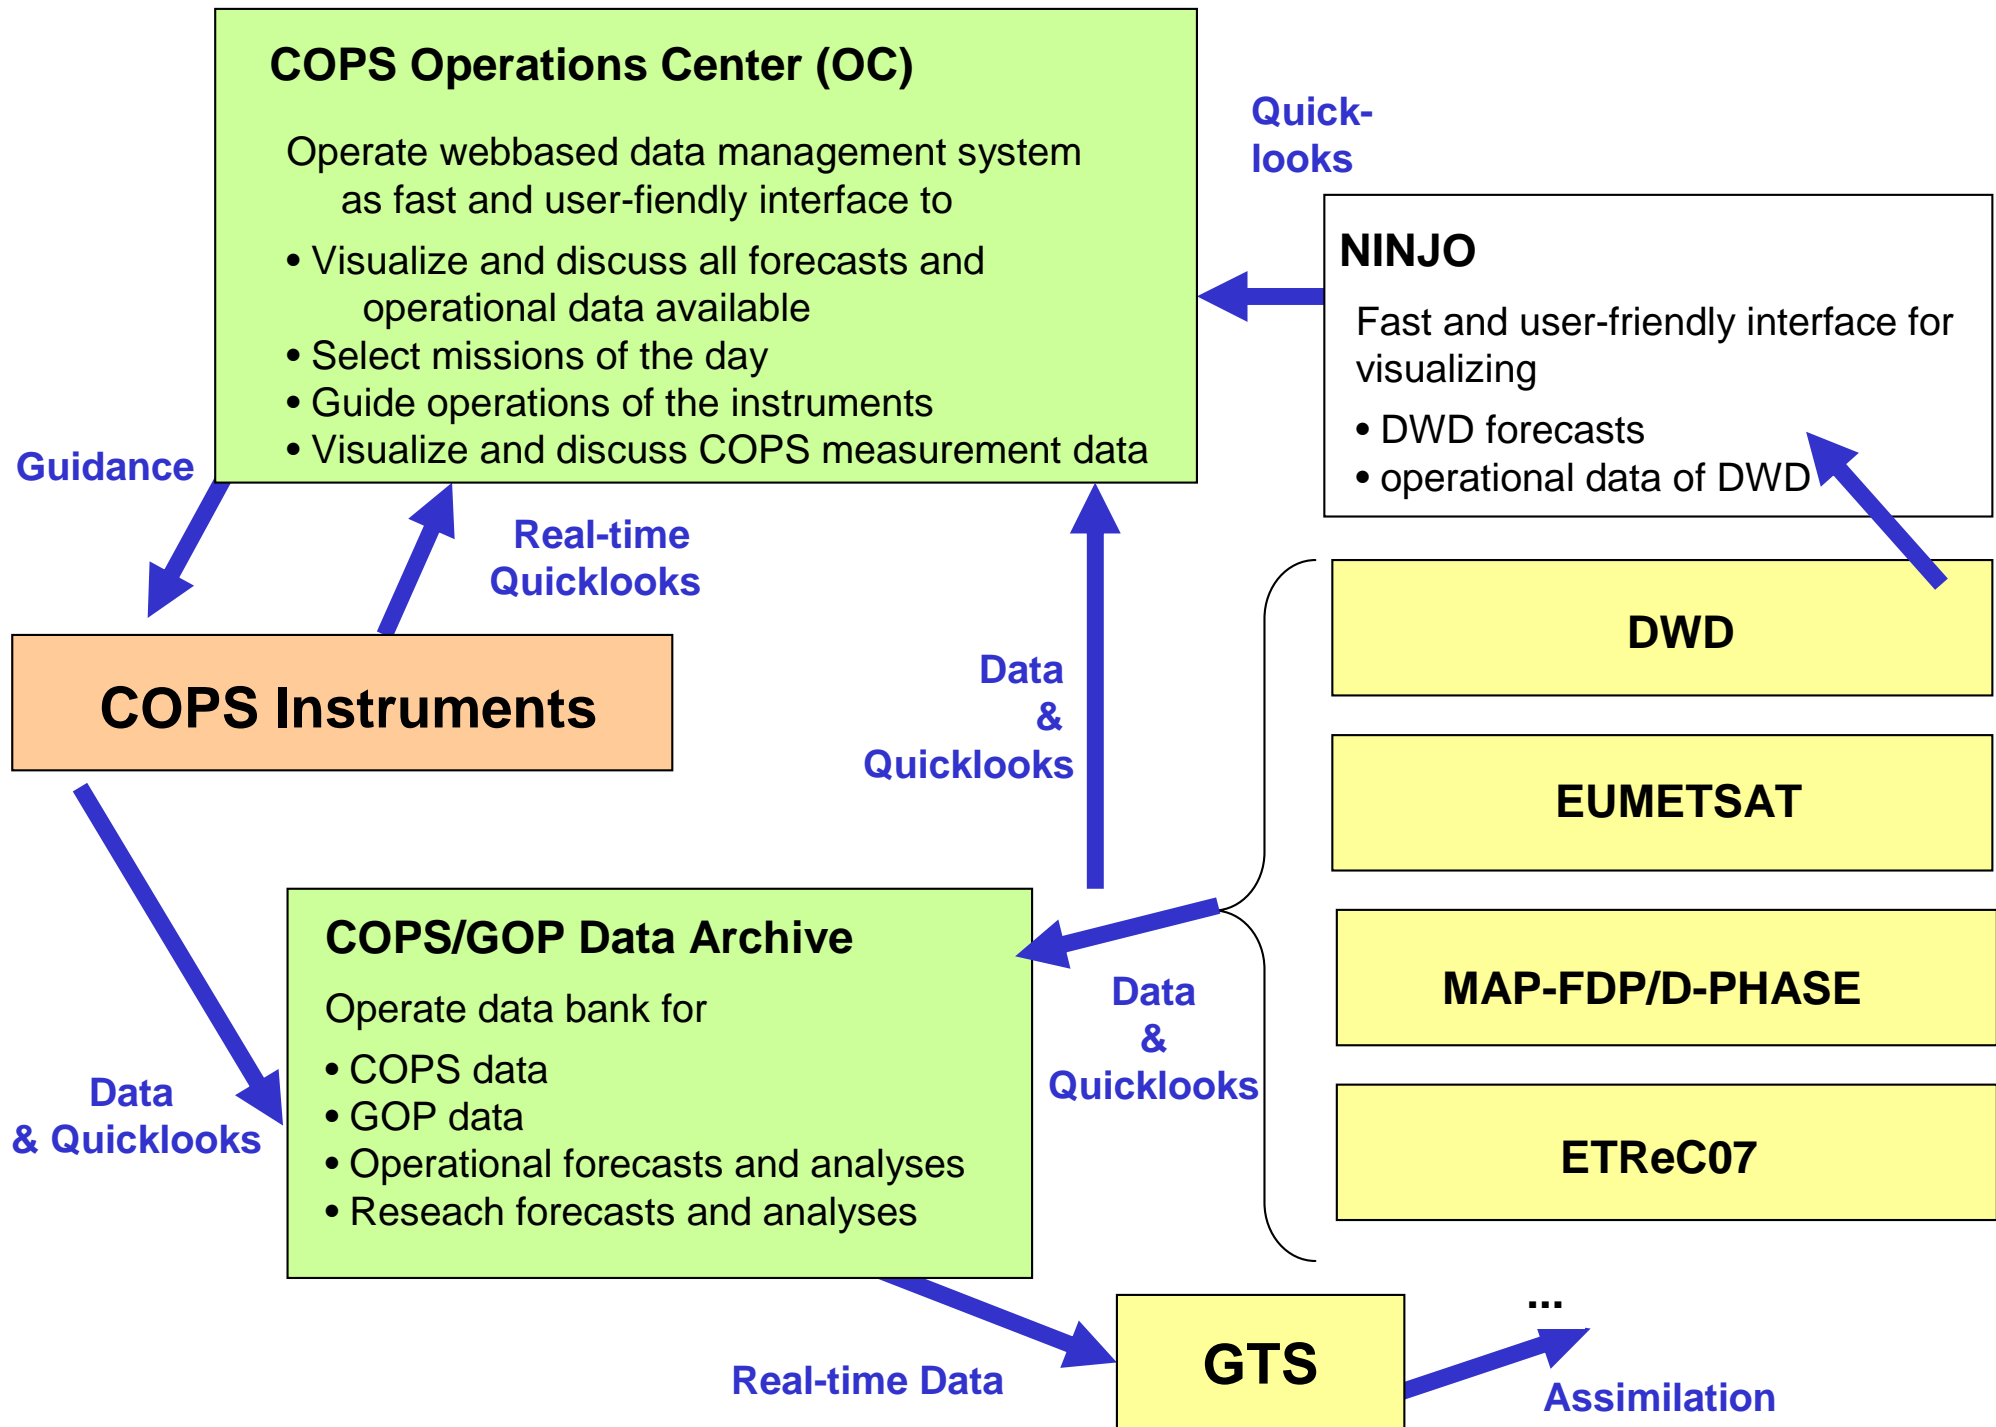 COPS Operations Center (OC)
Operate webbased data management system
as fast and user-fiendly interface to
• Visualize and discuss all forecasts and
operational data available
• Select missions of the day
• Guide operations of the instruments
• Visualize and discuss COPS measurement data
Quick-
looks
NINJO
Fast and user-friendly interface for
visualizing
• DWD forecasts
• operational data of DWD
Guidance
Real-time
Quicklooks
COPS Instruments
Data
&
Quicklooks
DWD
EUMETSAT
MAP-FDP/D-PHASE
ETReC07
COPS/GOP Data Archive
Operate data bank for
• COPS data
• GOP data
• Operational forecasts and analyses
• Reseach forecasts and analyses
Data
&
Quicklooks
Data
& Quicklooks
...
GTS
Real-time Data
Assimilation